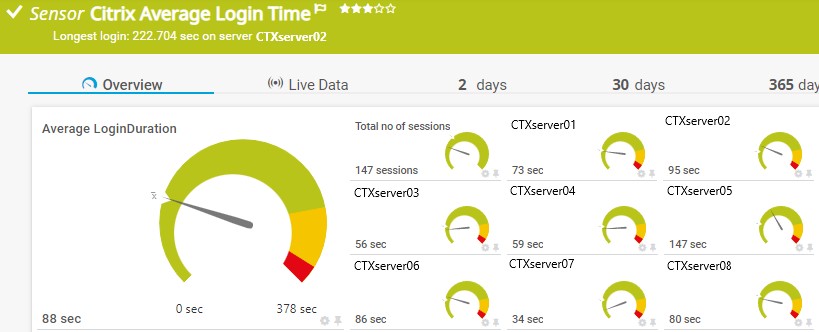 Sensor Citrix Average Login Time
Longest login: 222.704 sec on server CTXserver02
Overview
Live Data
2 days
30 days
365 day
Average LoginDuration
x
0 sec
378 sec
88 sec
Total no of sessions
147 sessions
CTXserver01
73 sec
CTXserver02
95 sec
CTXserver03
56 sec
CTXserver04
59 sec
CTXserver05
147 sec
CTXserver06
86 sec
CTXserver07
34 sec
CTXserver08
80 sec